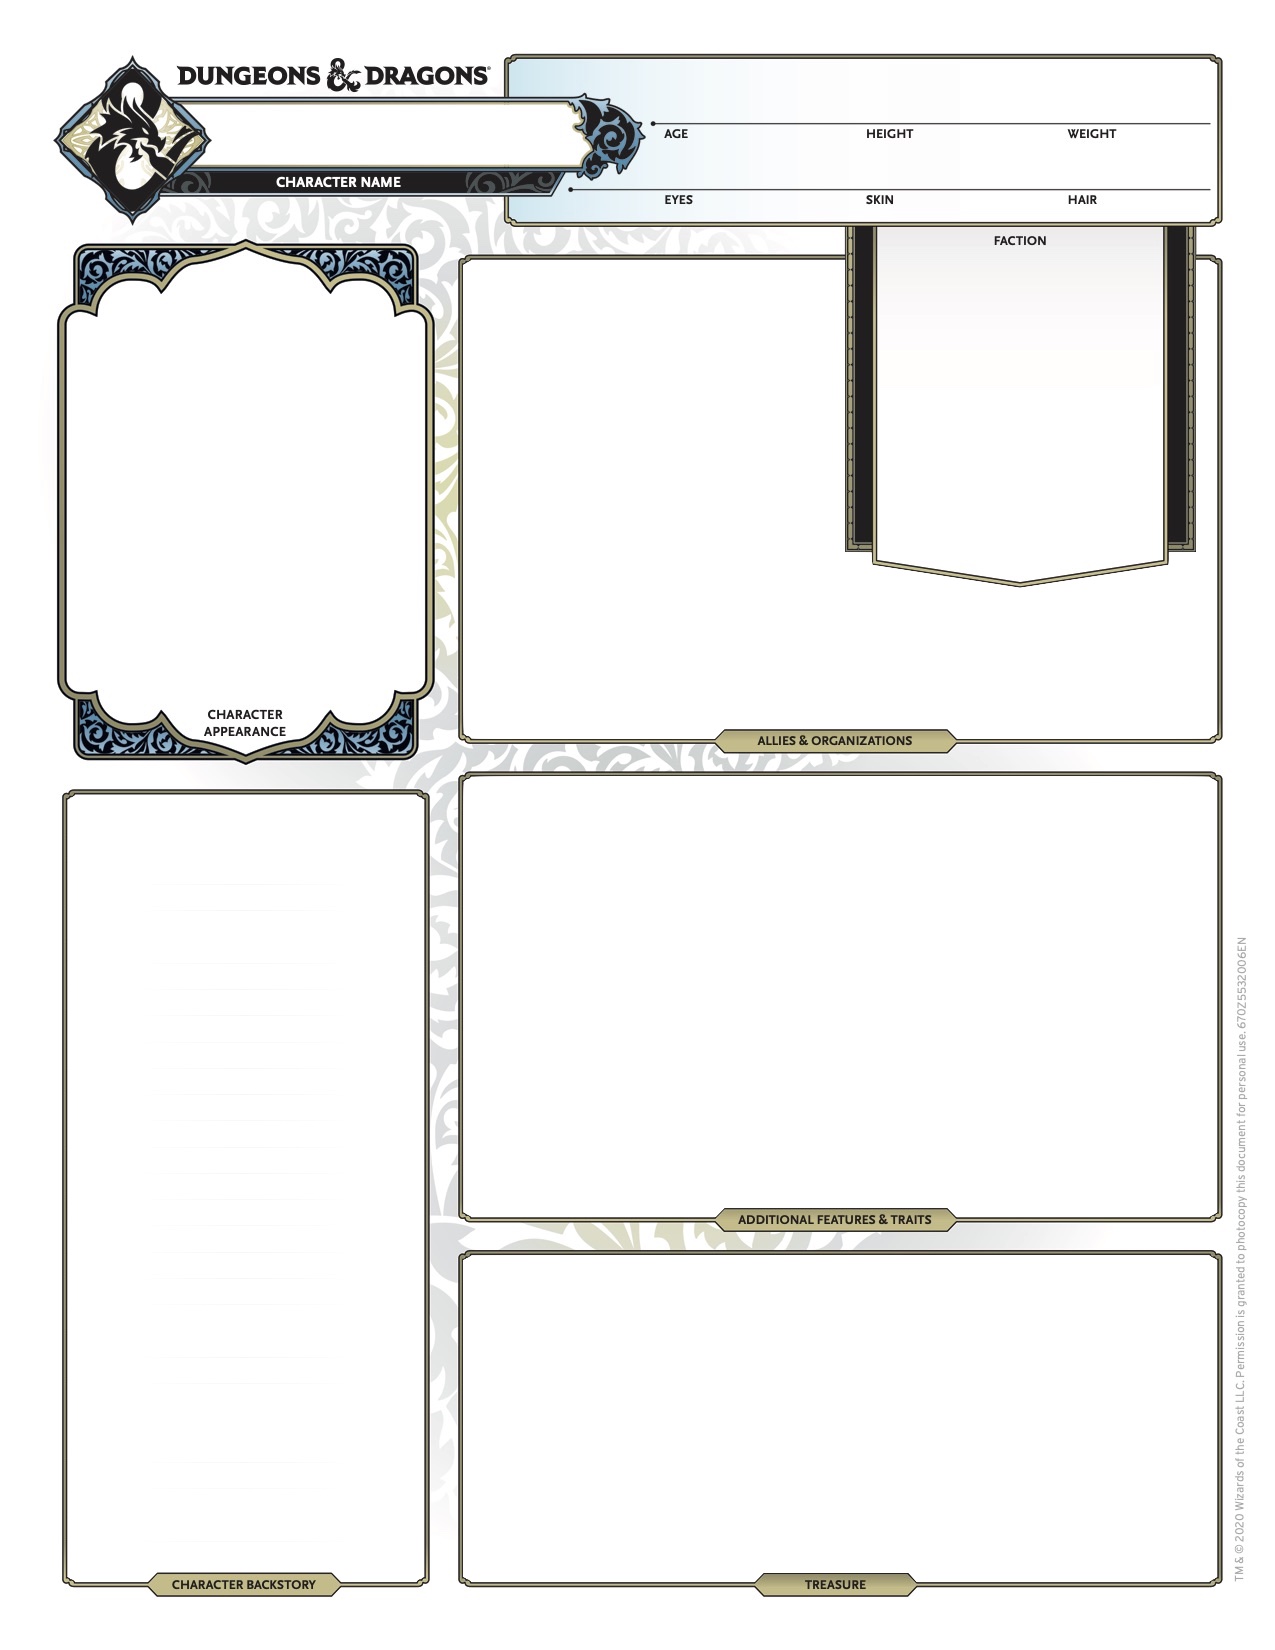 DUNGEONS & DRAGONS®
CHARACTER NAME
AGE HEIGHT WEIGHT
EYES SKIN HAIR
FACTION
CHARACTER
APPEARANCE
ALLIES & ORGANIZATIONS
ADDITIONAL FEATURES & TRAITS
CHARACTER BACKSTORY
TREASURE
TM & © 2020 Wizards of the Coast LLC. Permission is granted to photocopy this document for personal use. 670Z5532006EN